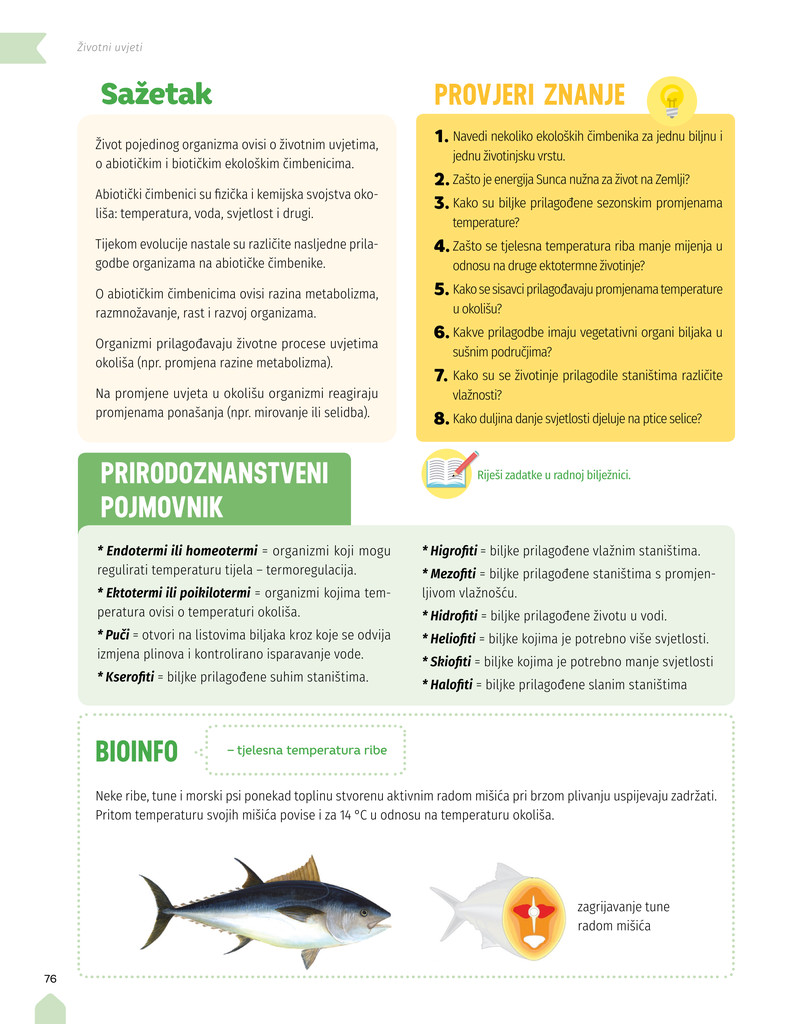 Životni uvjeti
Sažetak
Život pojedinog organizma ovisi o životnim uvjetima,
o abiotičkim i biotičkim ekološkim čimbenicima.
Abiotički čimbenici su fizička i kemijska svojstva oko-
liša: temperatura, voda, svjetlost i drugi.
Tijekom evolucije nastale su različite nasljedne prila-
godbe organizama na abiotičke čimbenike.
O abiotičkim čimbenicima ovisi razina metabolizma,
razmnožavanje, rast i razvoj organizama.
Organizmi prilagođavaju životne procese uvjetima
okoliša (npr. promjena razine metabolizma).
Na promjene uvjeta u okolišu organizmi reagiraju
promjenama ponašanja (npr. mirovanje ili selidba).
PROVJERI ZNANJE
1. Navedi nekoliko ekoloških čimbenika za jednu biljnu i
jednu životinjsku vrstu.
2. Zašto je energija Sunca nužna za život na Zemlji?
3. Kako su biljke prilagođene sezonskim promjenama
temperature?
4. Zašto se tjelesna temperatura riba manje mijenja u
odnosu na druge ektotermne životinje?
5. Kako se sisavci prilagođavaju promjenama temperature
u okolišu?
6. Kakve prilagodbe imaju vegetativni organi biljaka u
sušnim područjima?
7. Kako su se životinje prilagodile staništima različite
vlažnosti?
8. Kako duljina danje svjetlosti djeluje na ptice selice?
Riješi zadatke u radnoj bilježnici.
PRIRODOZNANSTVENI
POJMOVNIK
* Endotermi ili homeotermi = organizmi koji mogu
regulirati temperaturu tijela – termoregulacija.
* Ektotermi ili poikilotermi = organizmi kojima tem-
peratura ovisi o temperaturi okoliša.
* Puči = otvori na listovima biljaka kroz koje se odvija
izmjena plinova i kontrolirano isparavanje vode.
* Kserofiti = biljke prilagođene suhim staništima.
* Higrofiti = biljke prilagođene vlažnim staništima.
* Mezofiti = biljke prilagođene staništima s promjen-
ljivom vlažnošću.
* Hidrofiti = biljke prilagođene životu u vodi.
* Heliofiti = biljke kojima je potrebno više svjetlosti.
* Skiofiti = biljke kojima je potrebno manje svjetlosti
* Halofiti = biljke prilagođene slanim staništima
BIOINFO
– tjelesna temperatura ribe
Neke ribe, tune i morski psi ponekad toplinu stvorenu aktivnim radom mišića pri brzom plivanju uspijevaju zadržati.
Pritom temperaturu svojih mišića povise i za 14 °C u odnosu na temperaturu okoliša.
zagrijavanje tune
radom mišića
76